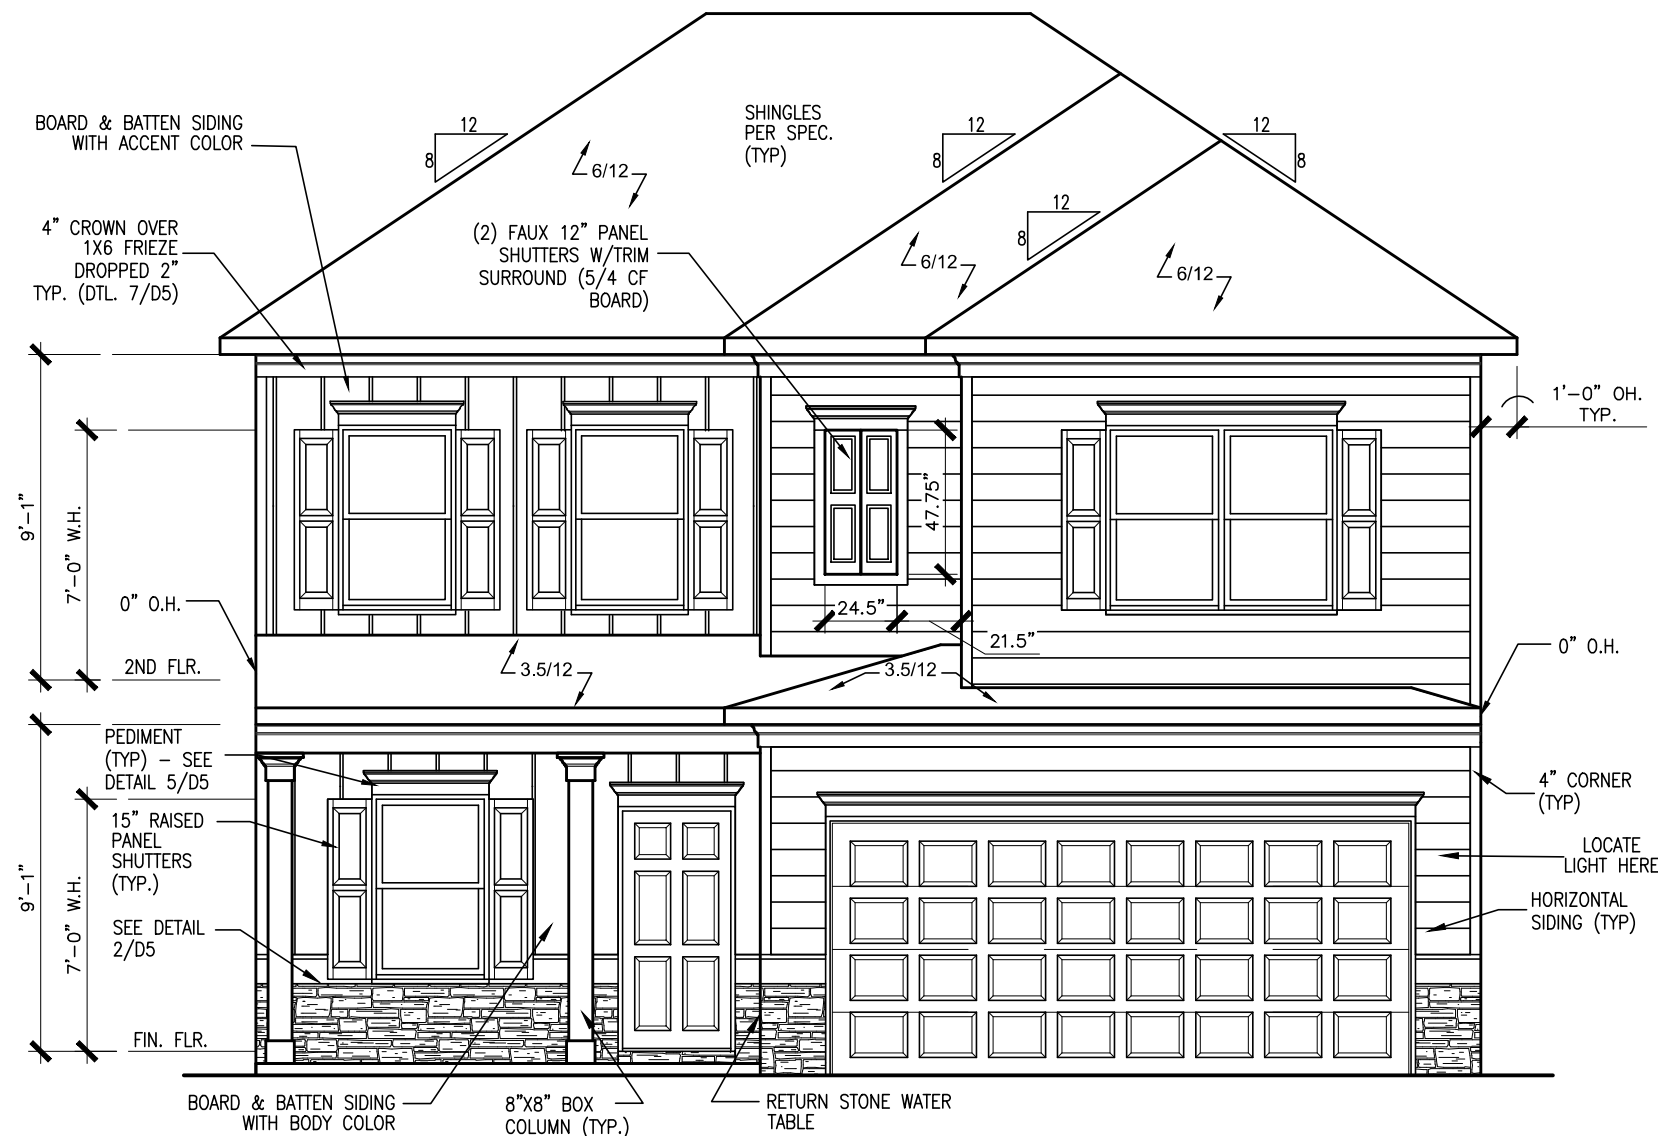 BOARD & BATTEN SIDING
WITH ACCENT COLOR
12
8
SHINGLES
PER SPEC.
(TYP)
12
8
12
8
6/12
12
8
4” CROWN OVER
1X6 FRIEZE
DROPPED 2”
TYP. (DTL. 7/D5)
(2) FAUX 12” PANEL
SHUTTERS W/TRIM
SURROUND (5/4 CF
BOARD)
6/12
6/12
1’-0” OH.
TYP.
9’-1”
7’-0” W.H.
47.75”
0” O.H.
24.5”
21.5”
2ND FLR.
3.5/12
3.5/12
0” O.H.
PEDIMENT
(TYP) – SEE
DETAIL 5/D5
15” RAISED
PANEL
SHUTTERS
(TYP.)
4” CORNER
(TYP)
LOCATE
LIGHT HERE
9’-1”
7’-0” W.H.
SEE DETAIL
2/D5
HORIZONTAL
SIDING (TYP)
FIN. FLR.
BOARD & BATTEN SIDING
WITH BODY COLOR
8”X8” BOX
COLUMN (TYP.)
RETURN STONE WATER
TABLE